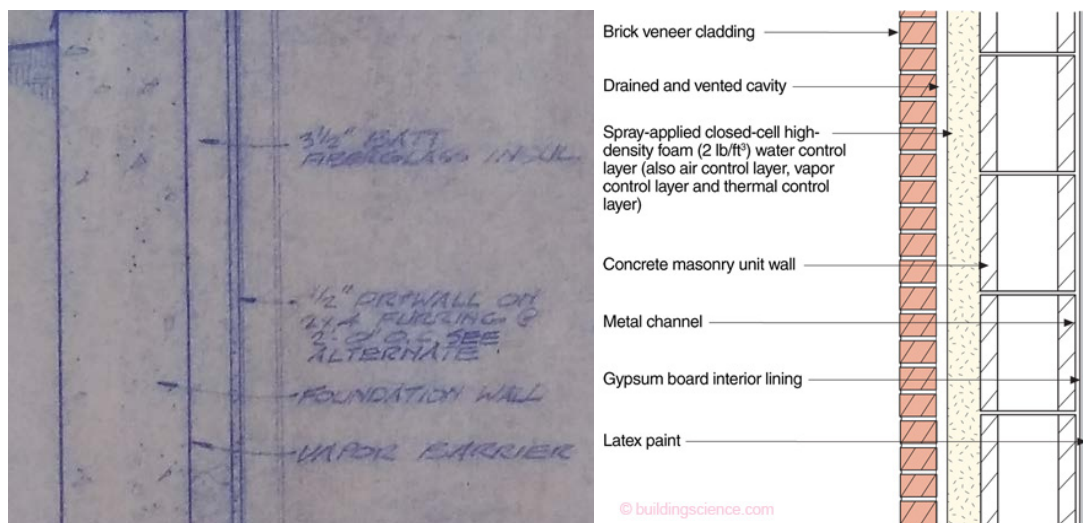 3½" BATT
FIBERGLASS INSUL.
½" DRYWALL ON
2x4 FURRING @
2'-0" O.C. SEE
ALTERNATE
FOUNDATION WALL
VAPOR BARRIER
Brick veneer cladding
Drained and vented cavity
Spray-applied closed-cell high-
density foam (2 lb/ft³) water control
layer (also air control layer, vapor
control layer and thermal control
layer)
Concrete masonry unit wall
Metal channel
Gypsum board interior lining
Latex paint
© buildingscience.com